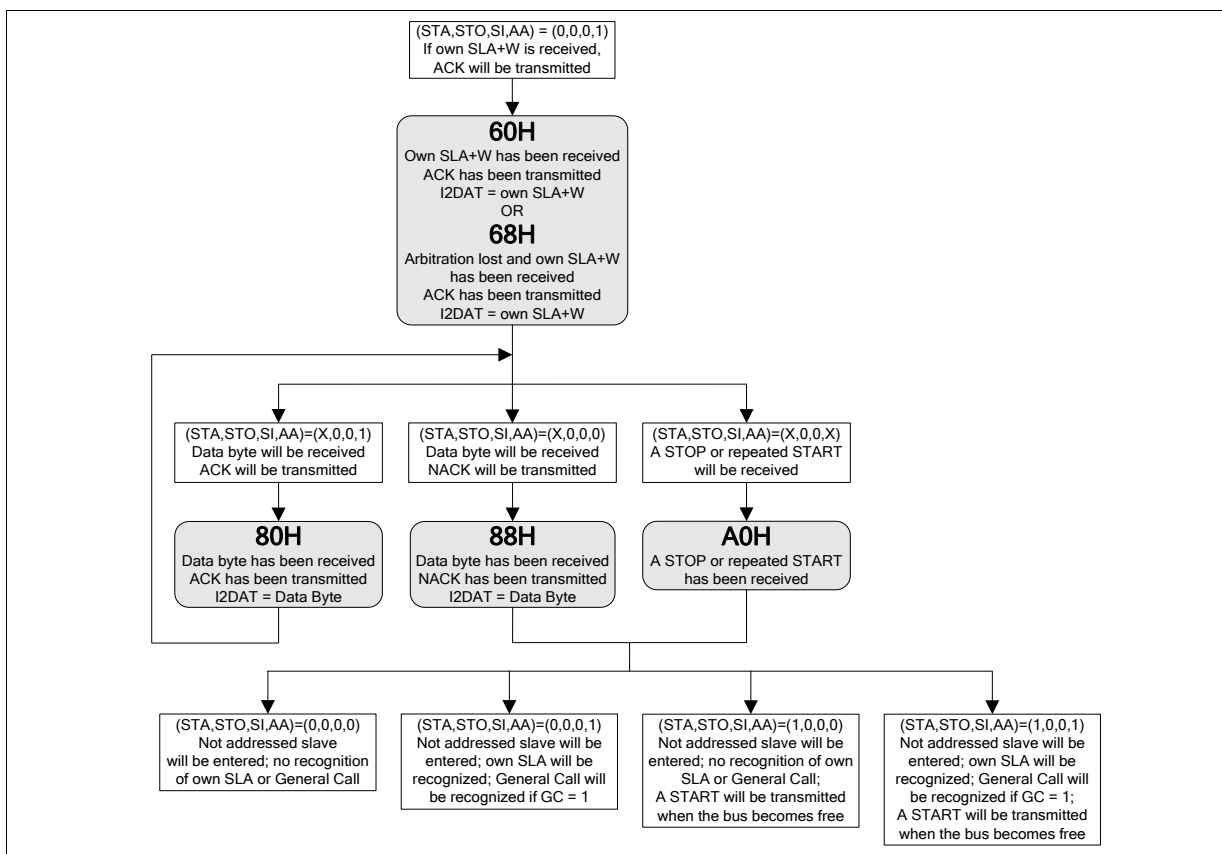 (STA,STO,SI,AA) = (0,0,0,1)
If own SLA+W is received,
ACK will be transmitted
60H
Own SLA+W has been received
ACK has been transmitted
I2DAT = own SLA+W
OR
68H
Arbitration lost and own SLA+W
has been received
ACK has been transmitted
I2DAT = own SLA+W
(STA,STO,SI,AA)=(X,0,0,1)
Data byte will be received
ACK will be transmitted
(STA,STO,SI,AA)=(X,0,0,0)
Data byte will be received
NACK will be transmitted
(STA,STO,SI,AA)=(X,0,0,X)
A STOP or repeated START
will be received
80H
Data byte has been received
ACK has been transmitted
I2DAT = Data Byte
88H
Data byte has been received
NACK has been transmitted
I2DAT = Data Byte
A0H
A STOP or repeated START
has been received
(STA,STO,SI,AA)=(0,0,0,0)
Not addressed slave
will be entered; no recognition
of own SLA or General Call
(STA,STO,SI,AA)=(0,0,0,1)
Not addressed slave will be
entered; own SLA will be
recognized; General Call will
be recognized if GC = 1
(STA,STO,SI,AA)=(1,0,0,0)
Not addressed slave will be
entered; no recognition of own
SLA or General Call;
A START will be transmitted
when the bus becomes free
(STA,STO,SI,AA)=(1,0,0,1)
Not addressed slave will be
entered; own SLA will be
recognized; General Call will
be recognized if GC = 1;
A START will be transmitted
when the bus becomes free